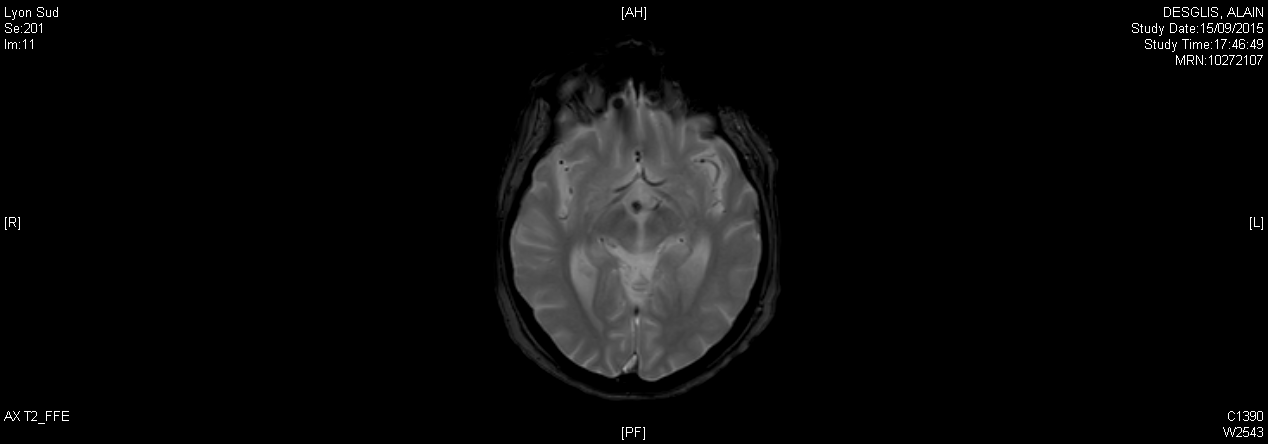 Lyon Sud
Se:201
Im:11
[AH]
DESGLIS, ALAIN
Study Date:15/09/2015
Study Time:17:46:49
MRN:10272107
[R]
[L]
AX T2_FFE
[PF]
C1390
W2543